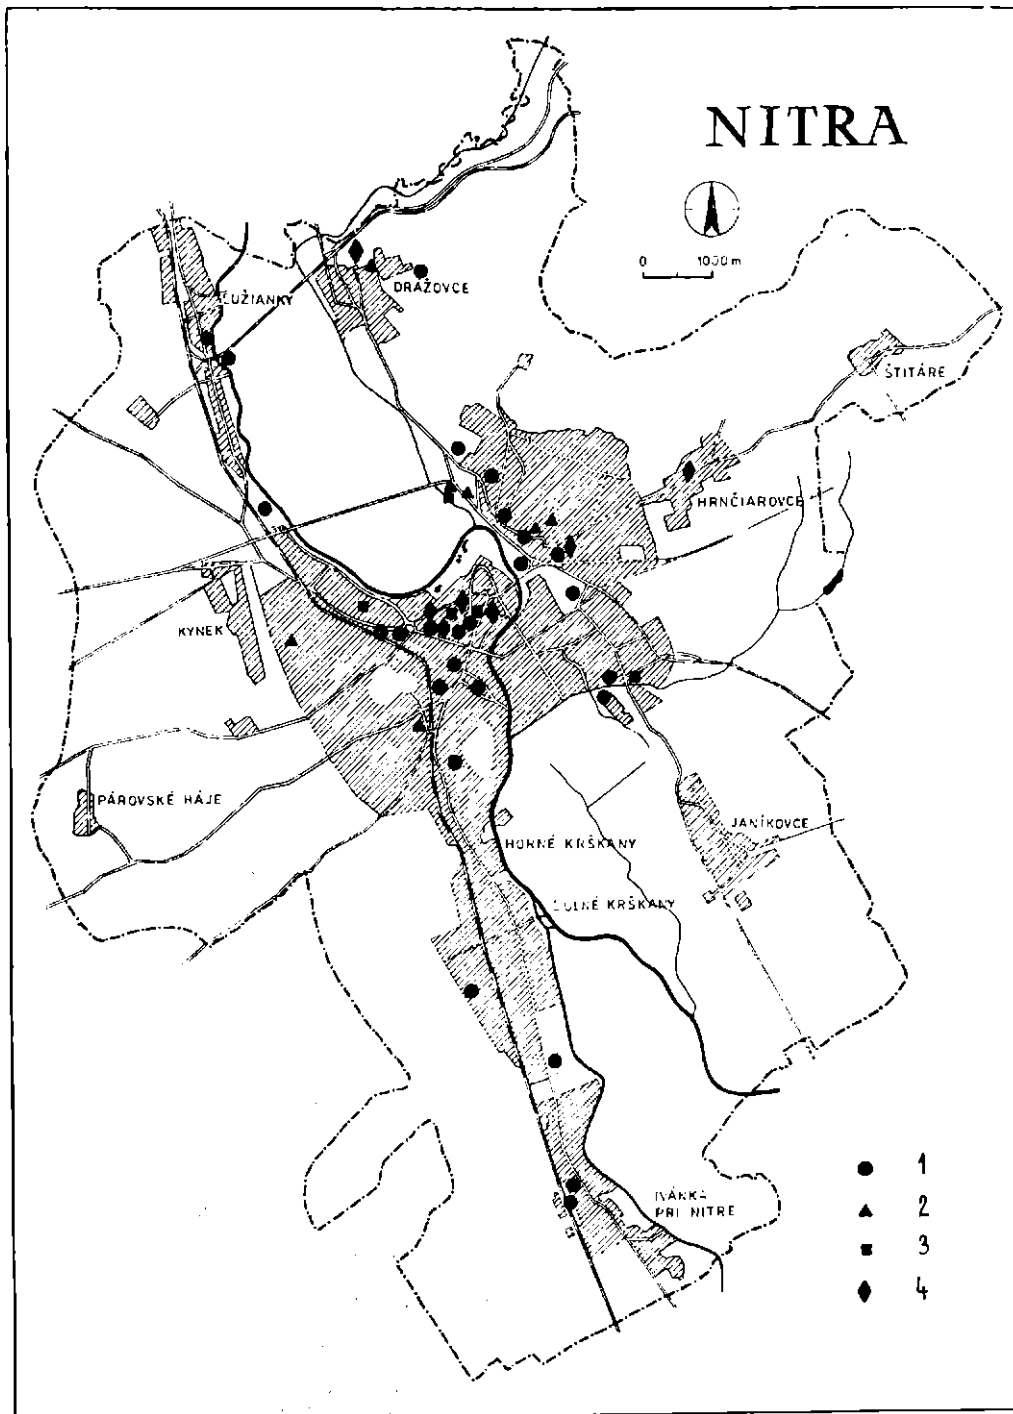 NITRA
0 1000 m
DRAŽOVCE
LUŽIANKY
ŠTITÁRE
HRNČIAROVCE
KYNEK
PÁROVSKÉ HÁJE
JANÍKOVCE
HORNÉ KRŠKANY
DOLNÉ KRŠKANY
IVÁNKA
PRI NITRE
1
2
3
4